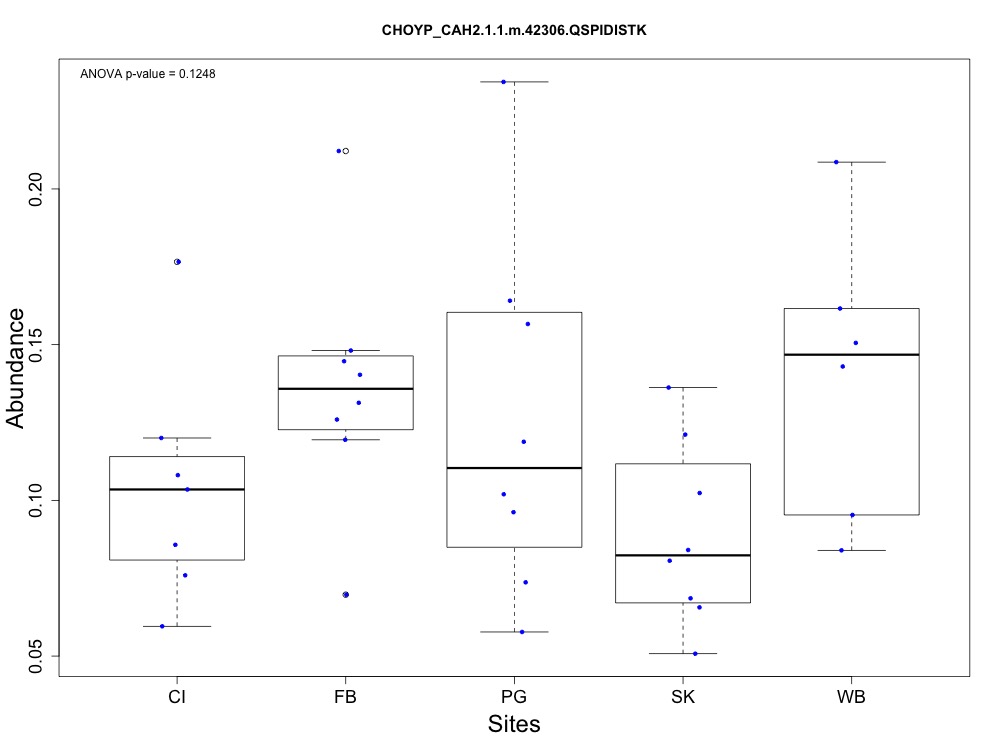 CHOYP_CAH2.1.1.m.42306.QSPIDISTK
ANOVA p-value = 0.1248
Abundance
0.20
0.15
0.10
0.05
CI FB PG SK WB
Sites